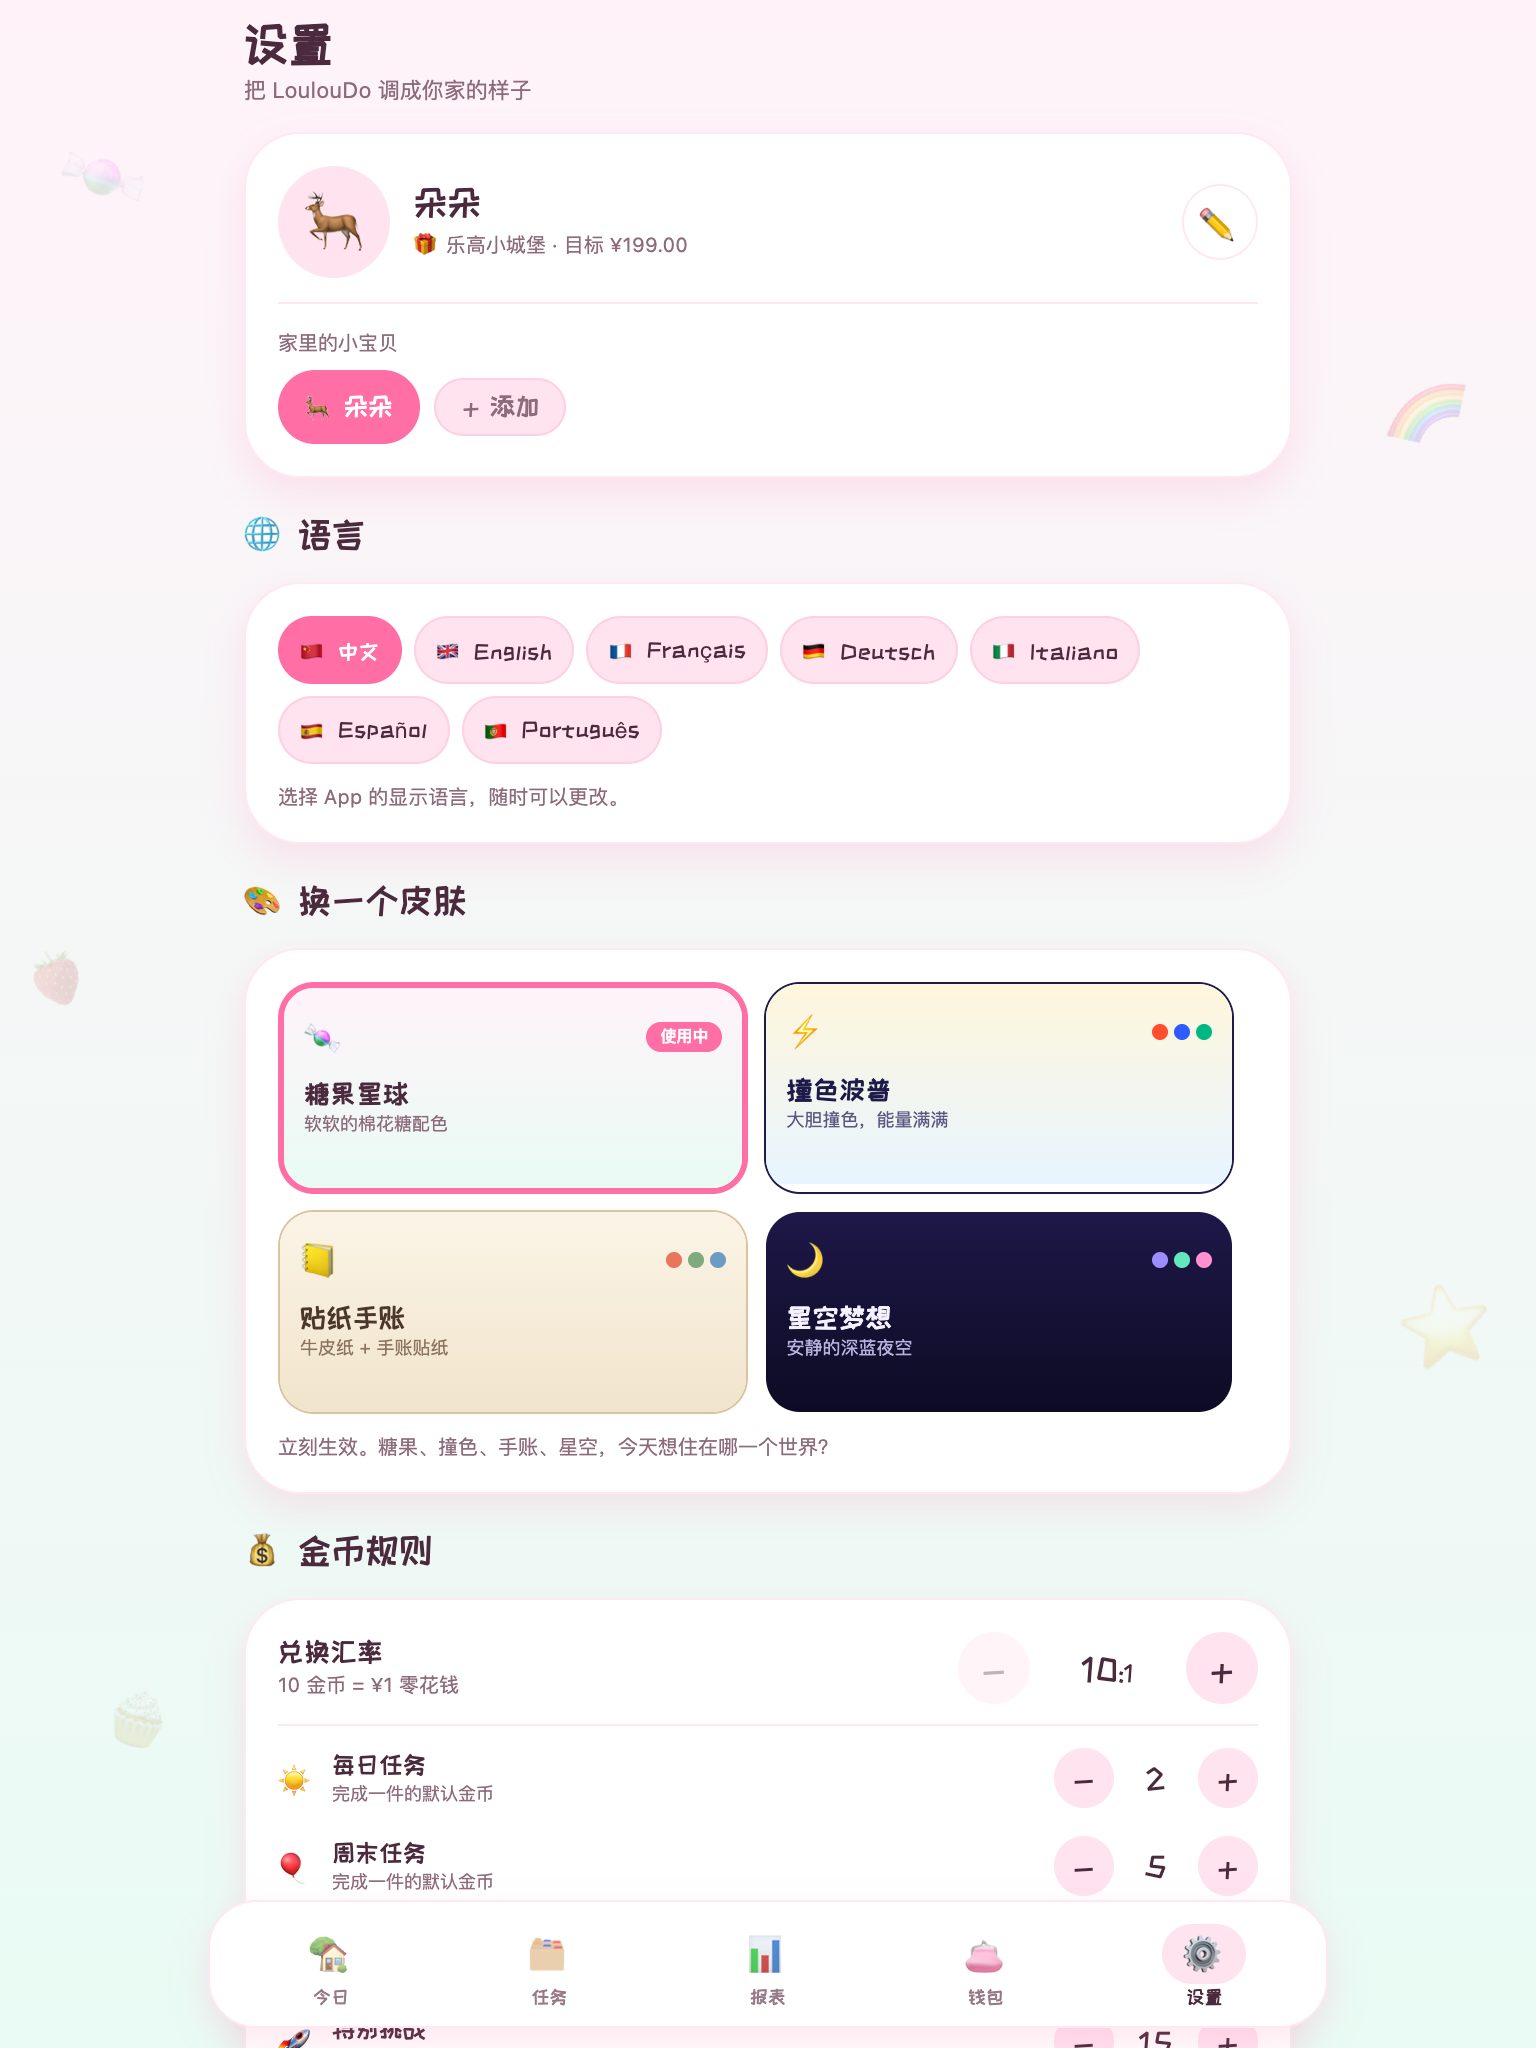 设置
把 LoulouDo 调成你家的样子
朵朵
乐高小城堡 · 目标 ¥199.00
家里的小宝贝
朵朵
+ 添加
语言
中文
English
Français
Deutsch
Italiano
Español
Português
选择 App 的显示语言，随时可以更改。
换一个皮肤
使用中
糖果星球
软软的棉花糖配色
撞色波普
大胆撞色，能量满满
贴纸手账
牛皮纸 + 手账贴纸
星空梦想
安静的深蓝夜空
立刻生效。糖果、撞色、手账、星空，今天想住在哪一个世界？
金币规则
兑换汇率
10 金币 = ¥1 零花钱
− 10:1 +
每日任务
完成一件的默认金币
− 2 +
周末任务
完成一件的默认金币
− 5 +
今日
任务
报表
钱包
设置
特别挑战
− 15 +